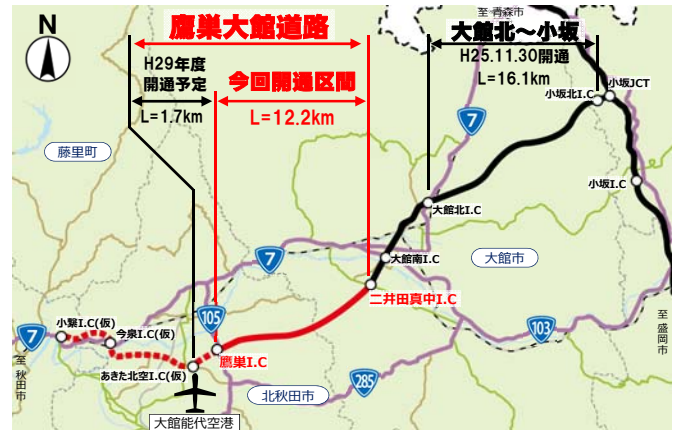 N
鷹巣大館道路
H29年度
開通予定
L=1.7km
今回開通区間
L=12.2km
至 青森市
大館北～小坂
H25.11.30開通
L=16.1km
小坂北I.C
小坂JCT
7
藤里町
小坂I.C
大館北I.C
大館南I.C
大館市
7
二井田真中I.C
105
7
小繋I.C(仮)
今泉I.C(仮)
103
至 盛岡市
至 秋田市
あきた北空I.C(仮)
鷹巣I.C
285
北秋田市
大館能代空港